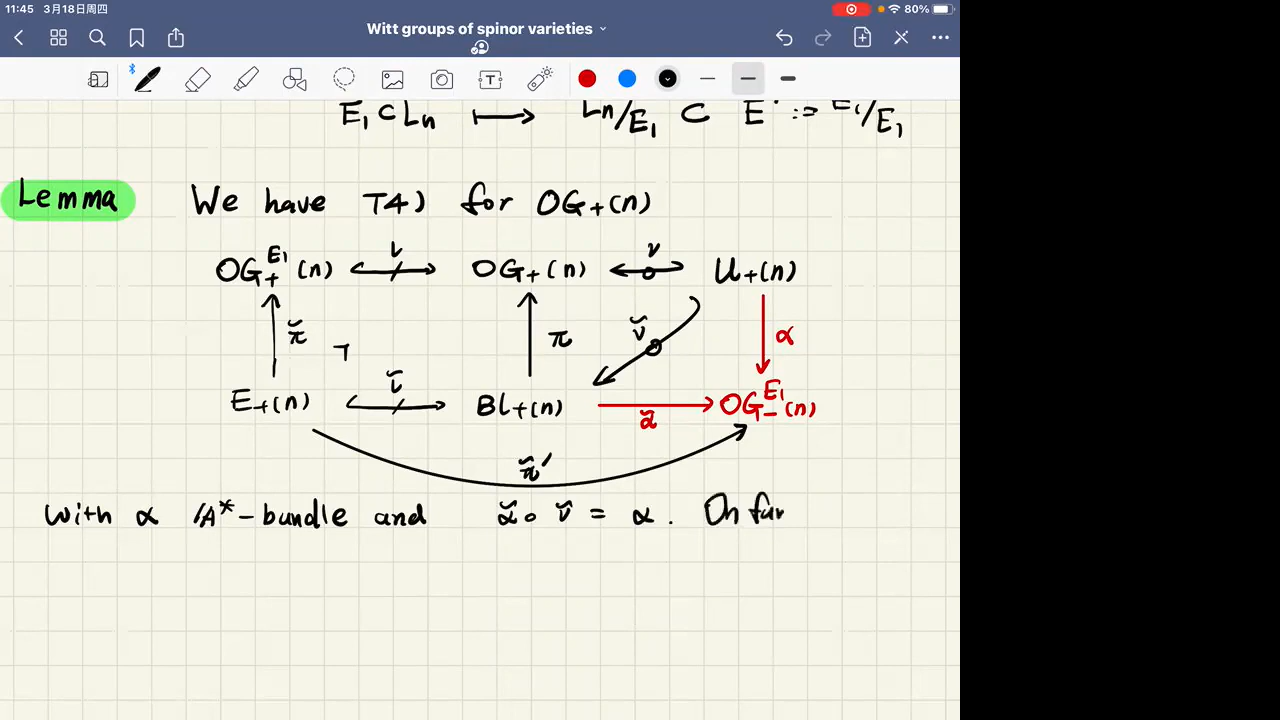 11:45 3月18日周四 80%
Witt groups of spinor varieties
E₁ ⊂ Ln ⟼ Ln/E₁ ⊂ E := E₁/E₁
Lemma We have T4) for OG₊(n)
OG₊^{E₁}(n) ι OG₊(n) υ U₊(n)
π̃ π υ̃ α
E₊(n) ι̃ Bl₊(n) α̃ OG₋^{E₁}(n)
π̃′
with α /A*-bundle and α̃ ∘ υ̃ = α. On fur